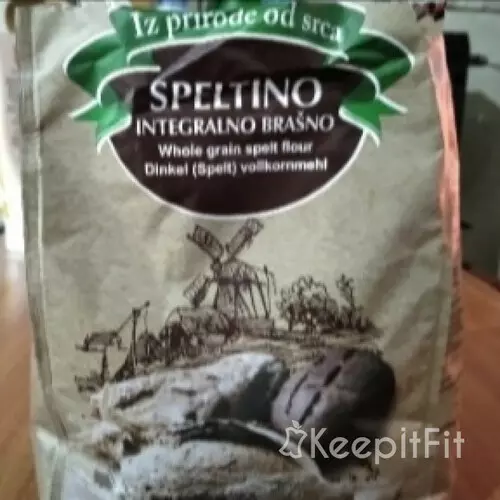 Iz prirode od srca
SPELTINO
INTEGRALNO BRAŠNO
Whole grain spelt flour
Dinkel (Spelt) vollkornmehl
KeepitFit